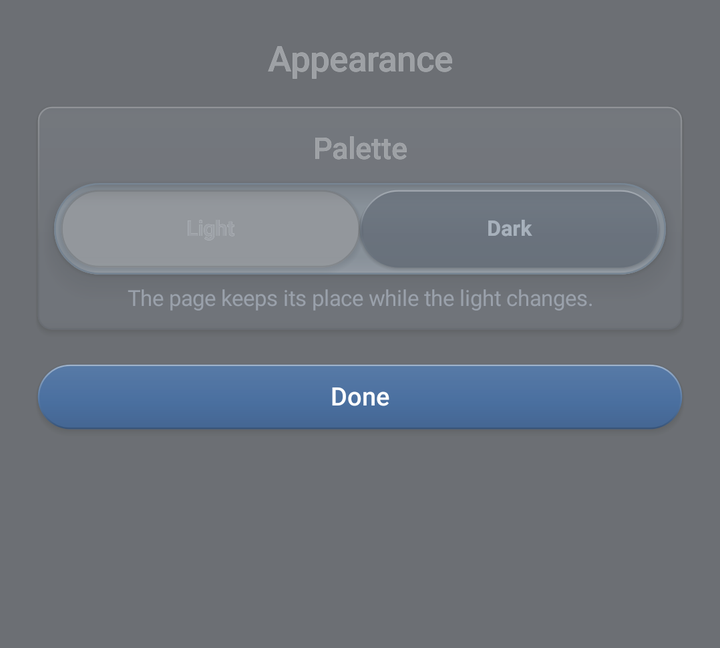 Appearance
Palette
Light
Dark
The page keeps its place while the light changes.
Done